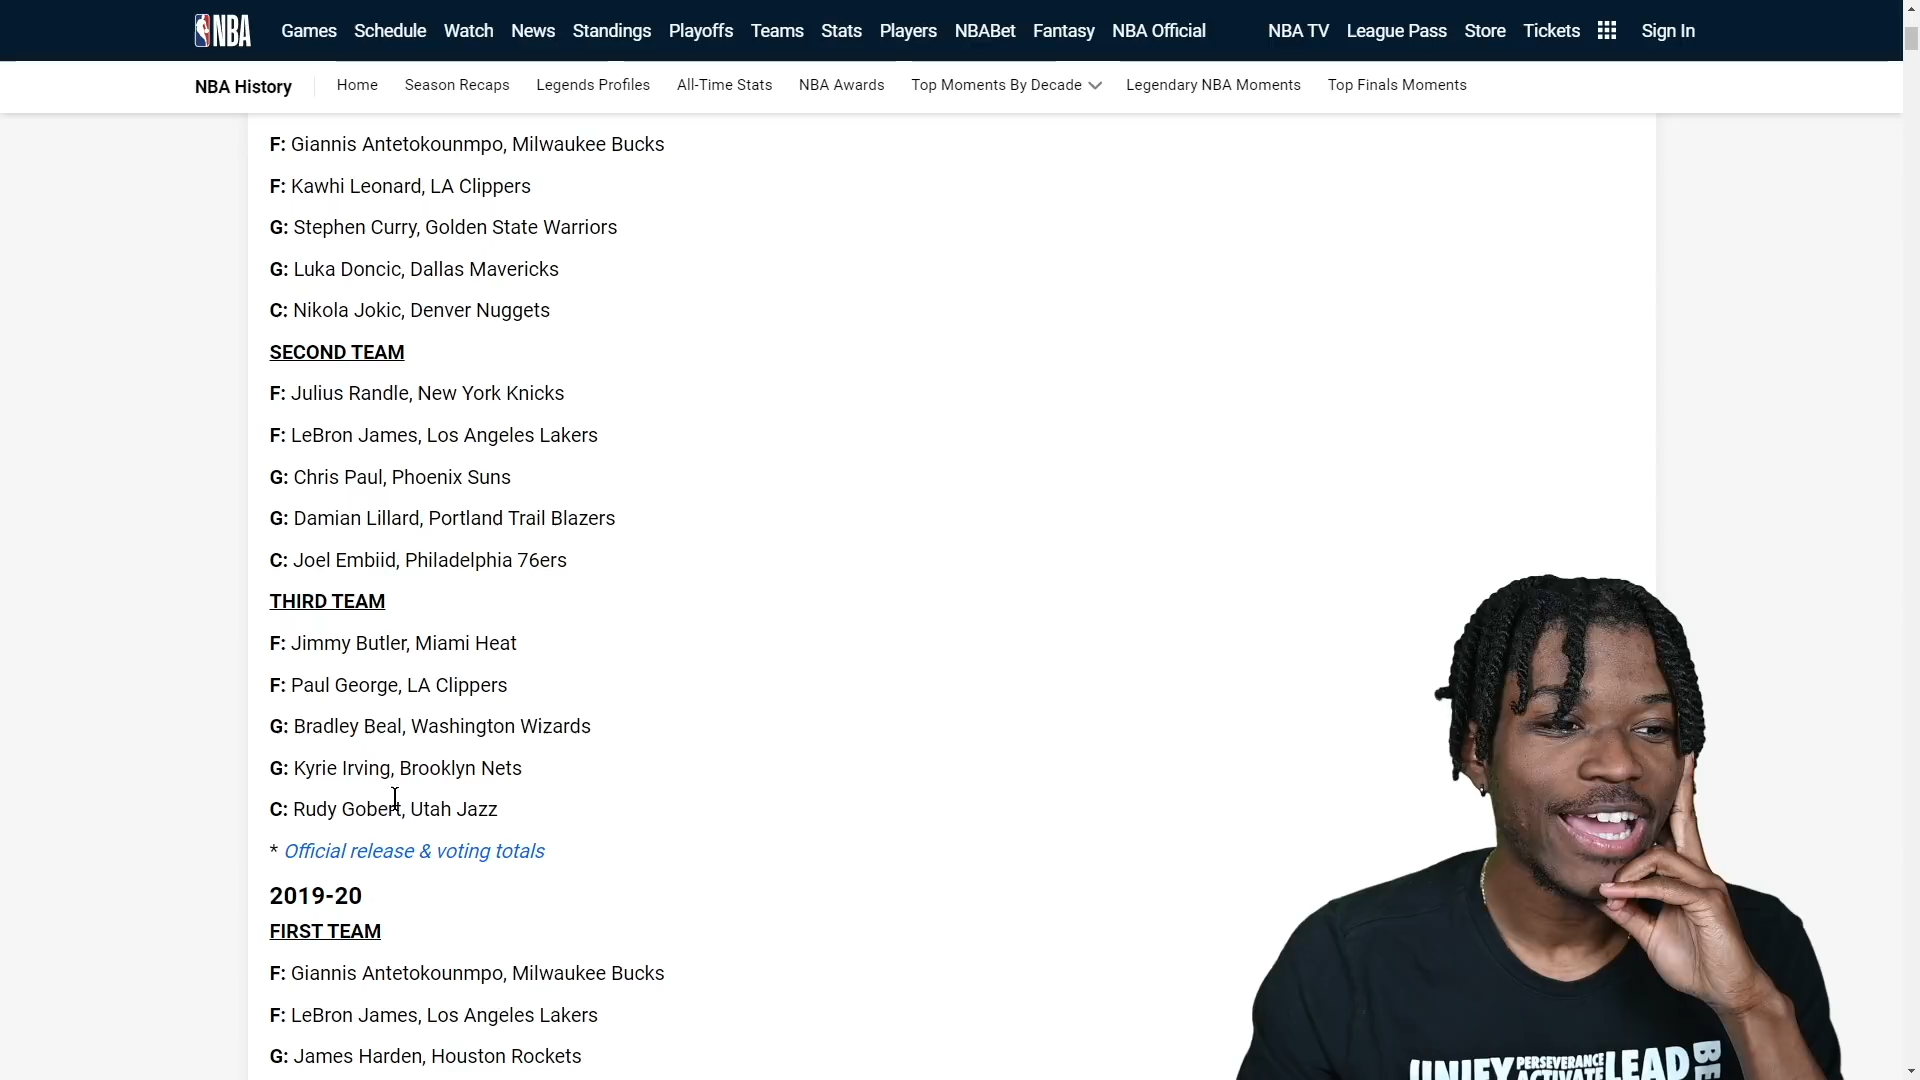 NBA Games Schedule Watch News Standings Playoffs Teams Stats Players NBABet Fantasy NBA Official NBA TV League Pass Store Tickets Sign In
NBA History Home Season Recaps Legends Profiles All-Time Stats NBA Awards Top Moments By Decade Legendary NBA Moments Top Finals Moments
F: Giannis Antetokounmpo, Milwaukee Bucks
F: Kawhi Leonard, LA Clippers
G: Stephen Curry, Golden State Warriors
G: Luka Doncic, Dallas Mavericks
C: Nikola Jokic, Denver Nuggets
SECOND TEAM
F: Julius Randle, New York Knicks
F: LeBron James, Los Angeles Lakers
G: Chris Paul, Phoenix Suns
G: Damian Lillard, Portland Trail Blazers
C: Joel Embiid, Philadelphia 76ers
THIRD TEAM
F: Jimmy Butler, Miami Heat
F: Paul George, LA Clippers
G: Bradley Beal, Washington Wizards
G: Kyrie Irving, Brooklyn Nets
C: Rudy Gobert, Utah Jazz
* Official release & voting totals
2019-20
FIRST TEAM
F: Giannis Antetokounmpo, Milwaukee Bucks
F: LeBron James, Los Angeles Lakers
G: James Harden, Houston Rockets
UNIFY PERSEVERANCE LEAD BE
ACTIVATE